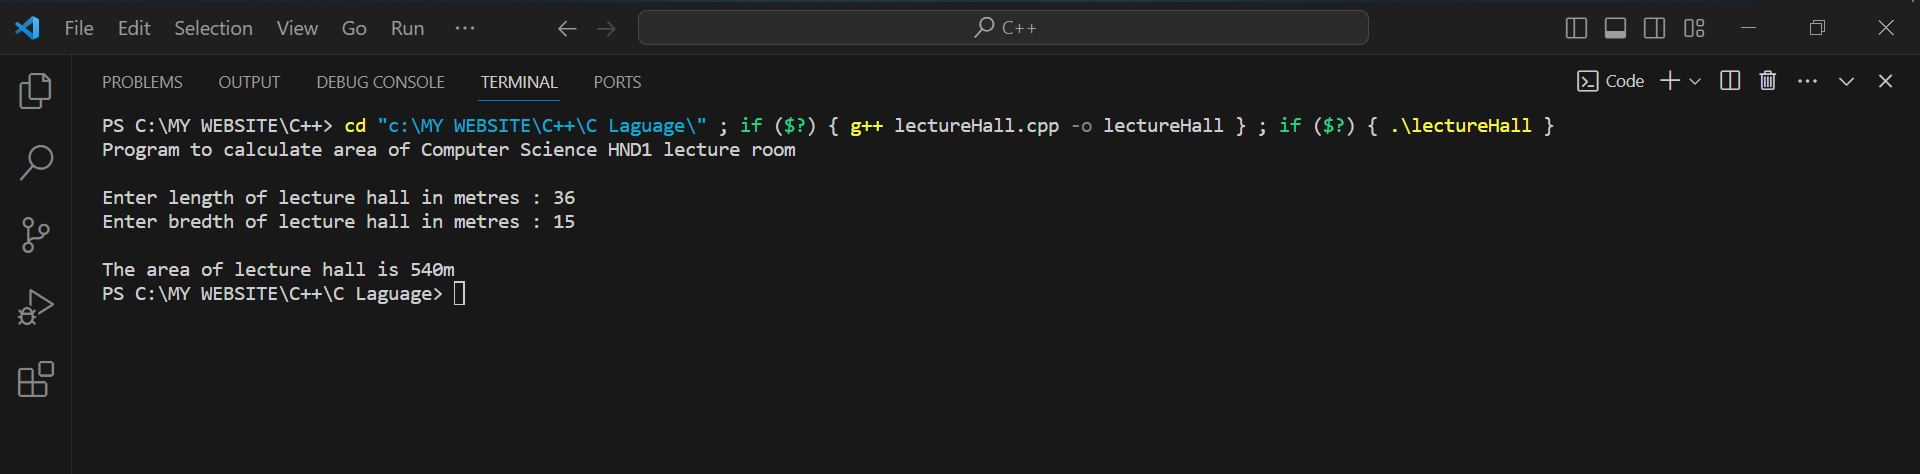 File Edit Selection View Go Run ···
C++
PROBLEMS OUTPUT DEBUG CONSOLE TERMINAL PORTS
Code
PS C:\MY WEBSITE\C++> cd "c:\MY WEBSITE\C++\C Laguage\" ; if ($?) { g++ lectureHall.cpp -o lectureHall } ; if ($?) { .\lectureHall }
Program to calculate area of Computer Science HND1 lecture room
Enter length of lecture hall in metres : 36
Enter bredth of lecture hall in metres : 15
The area of lecture hall is 540m
PS C:\MY WEBSITE\C++\C Laguage>